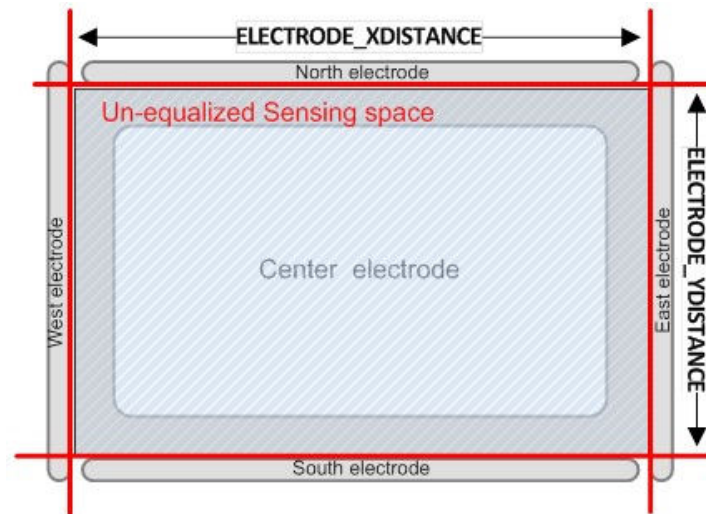 ELECTRODE_XDISTANCE
North electrode
Un-equalized Sensing space
West electrode
Center electrode
East electrode
ELECTRODE_YDISTANCE
South electrode